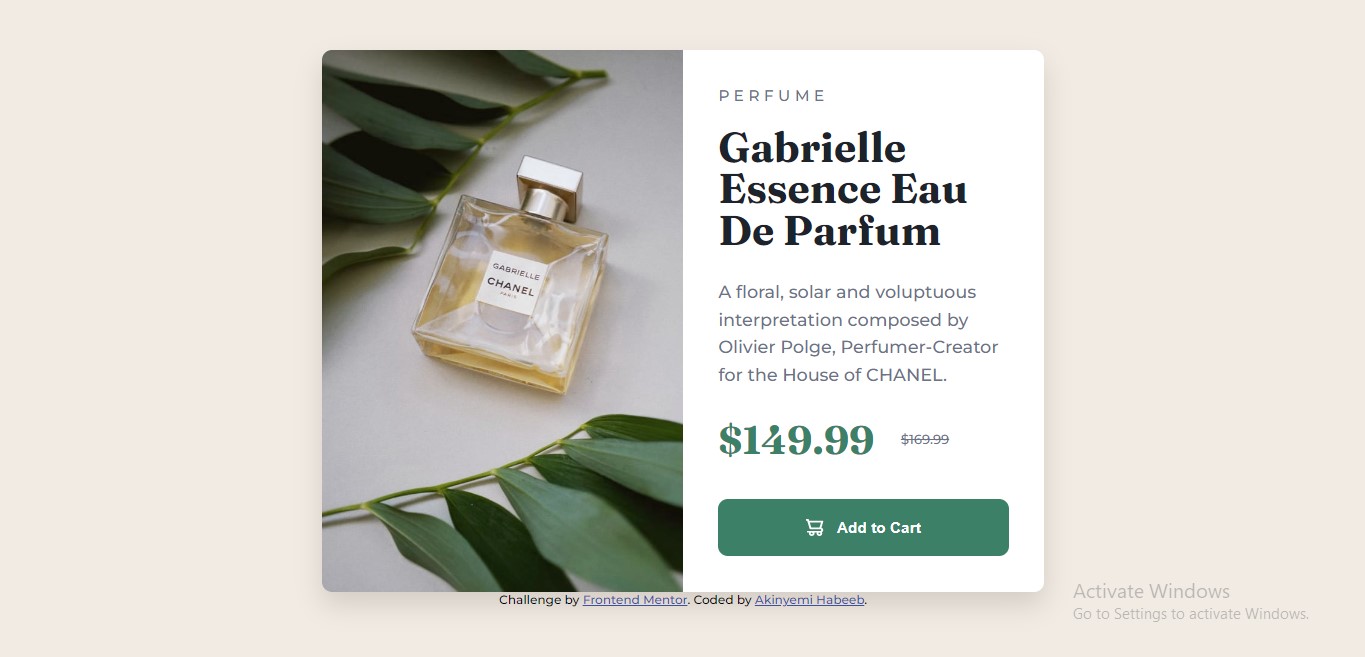 PERFUME
Gabrielle
Essence Eau
De Parfum
GABRIELLE
CHANEL
PARIS
A floral, solar and voluptuous
interpretation composed by
Olivier Polge, Perfumer-Creator
for the House of CHANEL.
$149.99 $169.99
Add to Cart
Challenge by Frontend Mentor. Coded by Akinyemi Habeeb.
Activate Windows
Go to Settings to activate Windows.